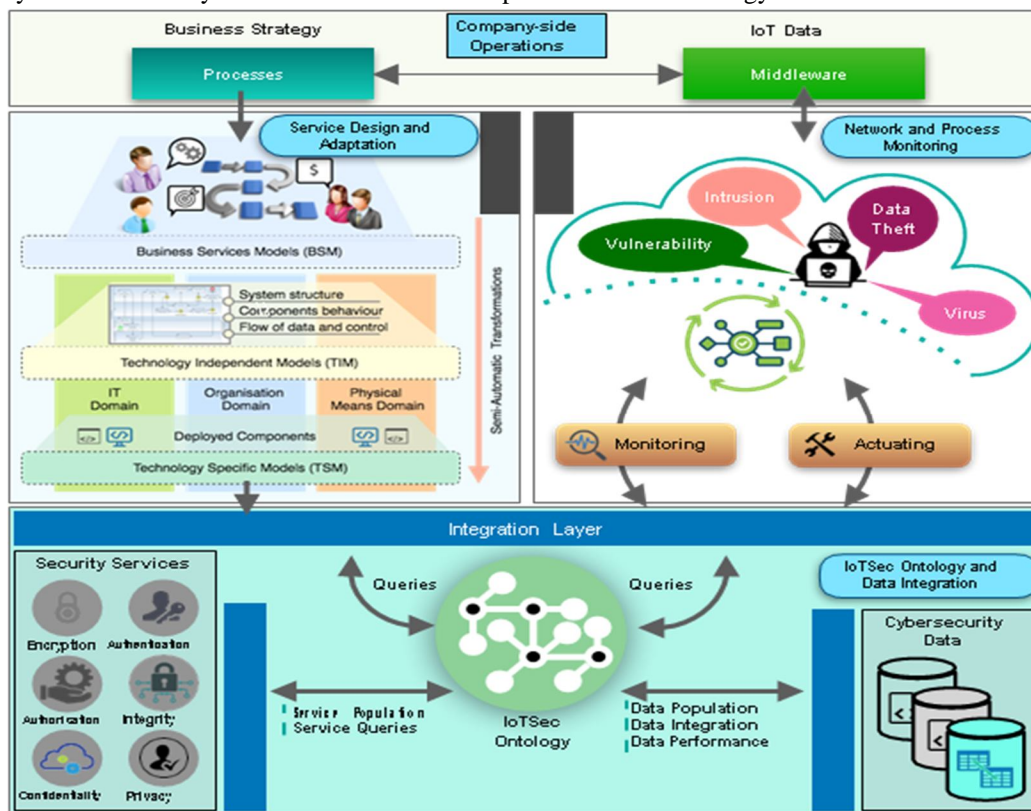 Business Strategy
Company-side
Operations
IoT Data
Processes
Middleware
Service Design and
Adaptation
$
Business Services Models (BSM)
System structure
Components behaviour
Flow of data and control
Technology Independent Models (TIM)
IT
Domain
Organisation
Domain
Physical
Means Domain
Deployed Components
Technology Specific Models (TSM)
Semi-Automatic Transformations
Network and Process
Monitoring
Intrusion
Data
Theft
Vulnerability
Virus
Monitoring
Actuating
Integration Layer
Security Services
Encryption
Authentication
Authorization
Integrity
Confidentiality
Privacy
Queries
Queries
Service Population
Service Queries
IoTSec
Ontology
Data Population
Data Integration
Data Performance
IoTSec Ontology and
Data Integration
Cybersecurity
Data